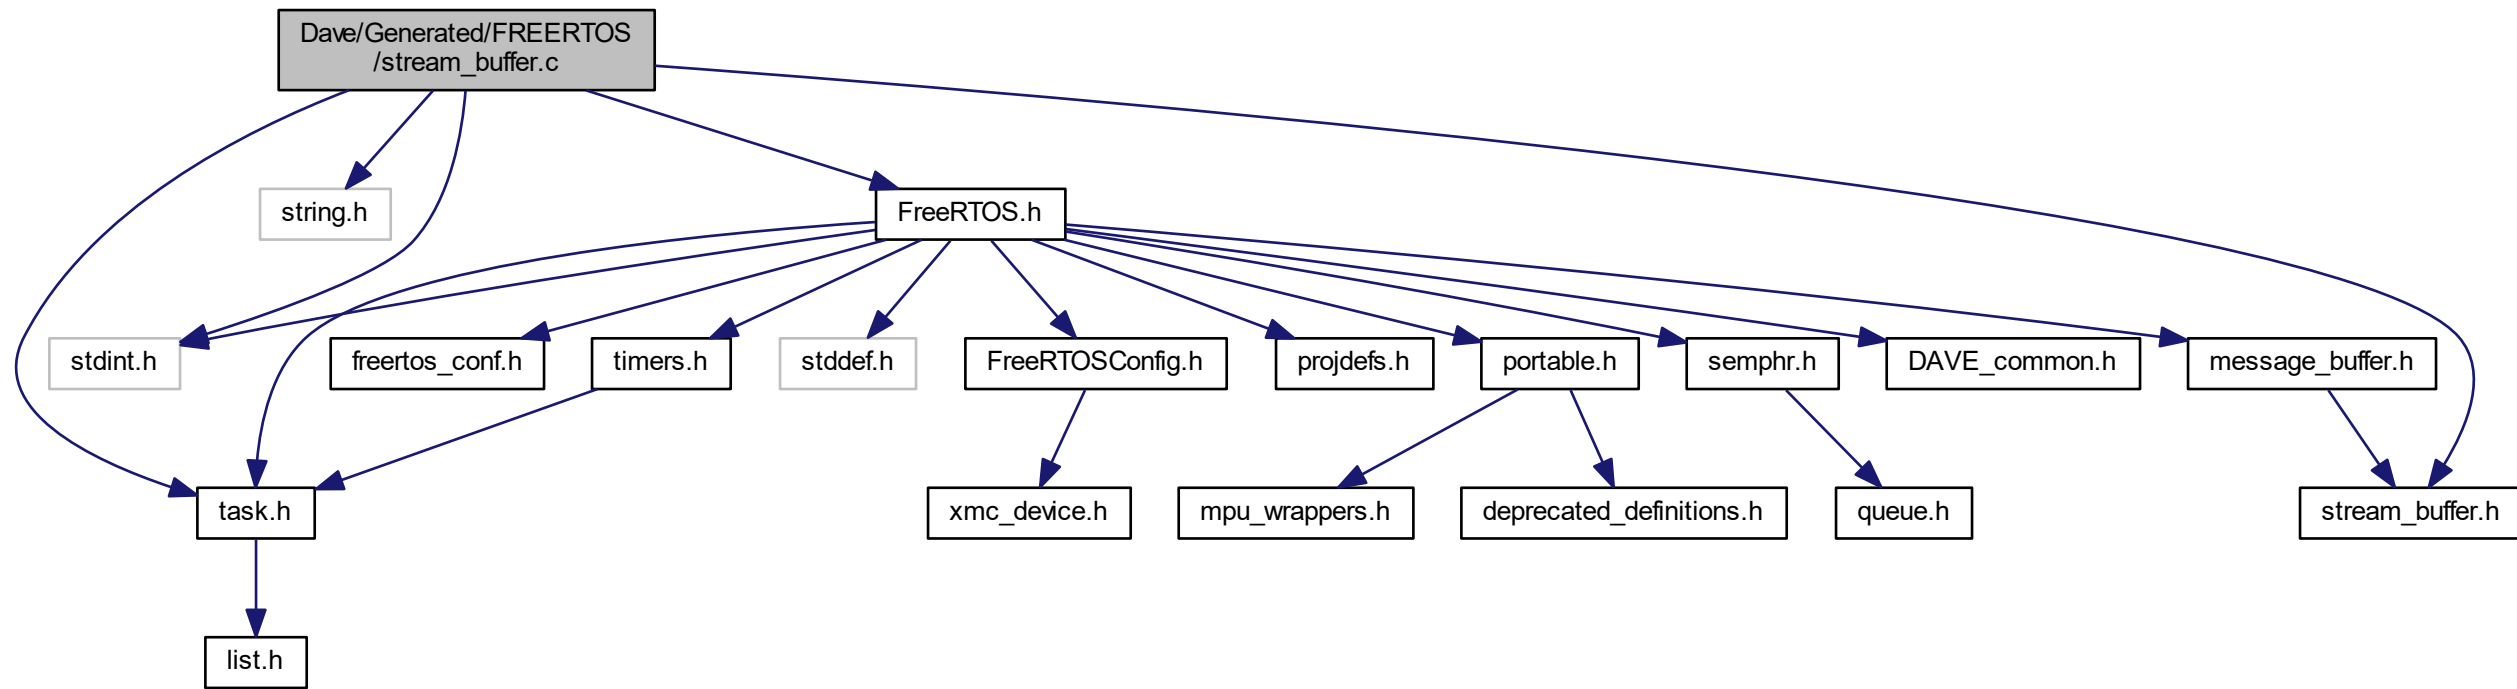 Dave/Generated/FREERTOS
/stream_buffer.c
string.h
FreeRTOS.h
stdint.h
freertos_conf.h
timers.h
stddef.h
FreeRTOSConfig.h
projdefs.h
portable.h
semphr.h
DAVE_common.h
message_buffer.h
task.h
xmc_device.h
mpu_wrappers.h
deprecated_definitions.h
queue.h
stream_buffer.h
list.h